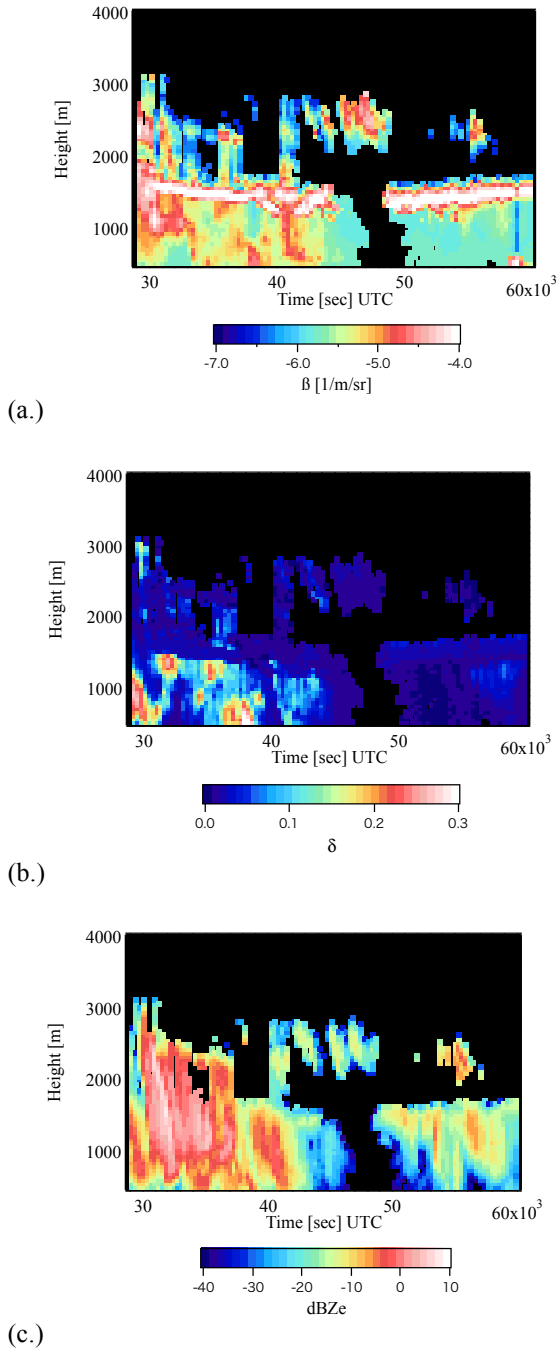 4000
3000
2000
1000
Height [m]
30 40 50 60x10³
Time [sec] UTC
-7.0 -6.0 -5.0 -4.0
ß [1/m/sr]
(a.)
4000
3000
2000
1000
Height [m]
30 40 50 60x10³
Time [sec] UTC
0.0 0.1 0.2 0.3
δ
(b.)
4000
3000
2000
1000
Height [m]
30 40 50 60x10³
Time [sec] UTC
-40 -30 -20 -10 0 10
dBZe
(c.)